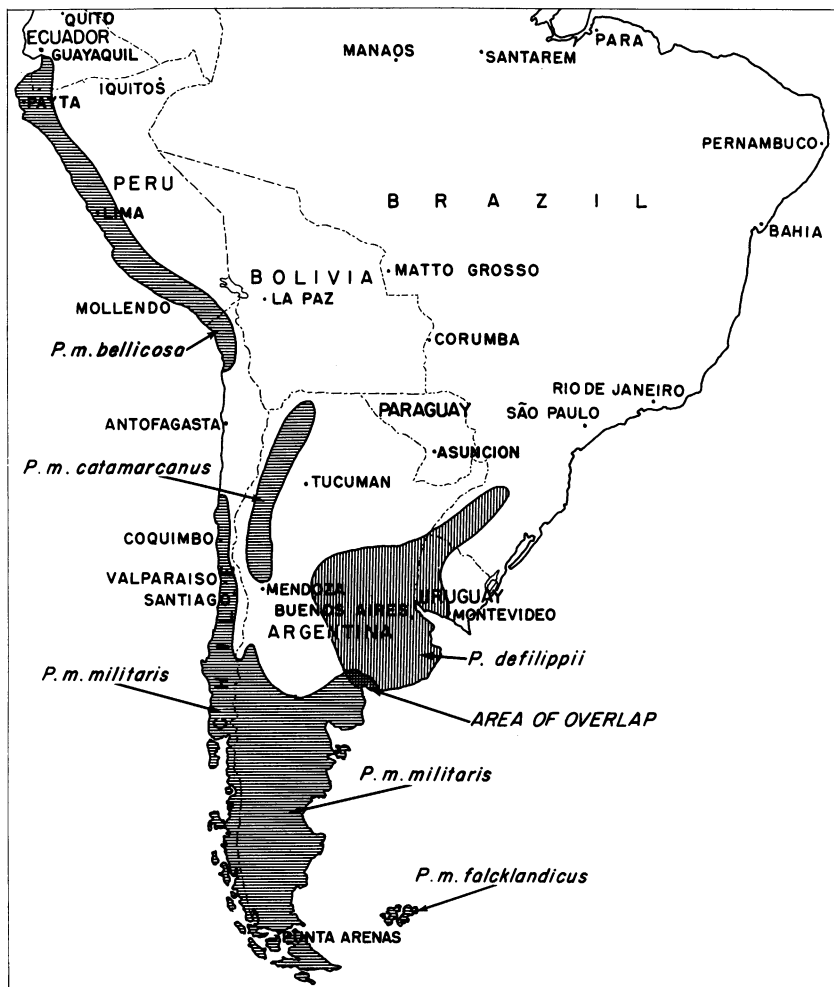 QUITO
ECUADOR
GUAYAQUIL
PARA
MANAOS
SANTAREM
IQUITOS
PAYTA
PERNAMBUCO
PERU
BRAZIL
LIMA
BAHIA
BOLIVIA
MATTO GROSSO
LA PAZ
MOLLENDO
P. m. bellicosa
CORUMBA
RIO DE JANEIRO
PARAGUAY
SÃO PAULO
ANTOFAGASTA
ASUNCION
P. m. catamarcanus
TUCUMAN
COQUIMBO
VALPARAISO
MENDOZA
SANTIAGO
URUGUAY
BUENOS AIRES
MONTEVIDEO
ARGENTINA
CHILE
P. defilippii
P. m. militaris
AREA OF OVERLAP
P. m. militaris
P. m. falcklandicus
PUNTA ARENAS